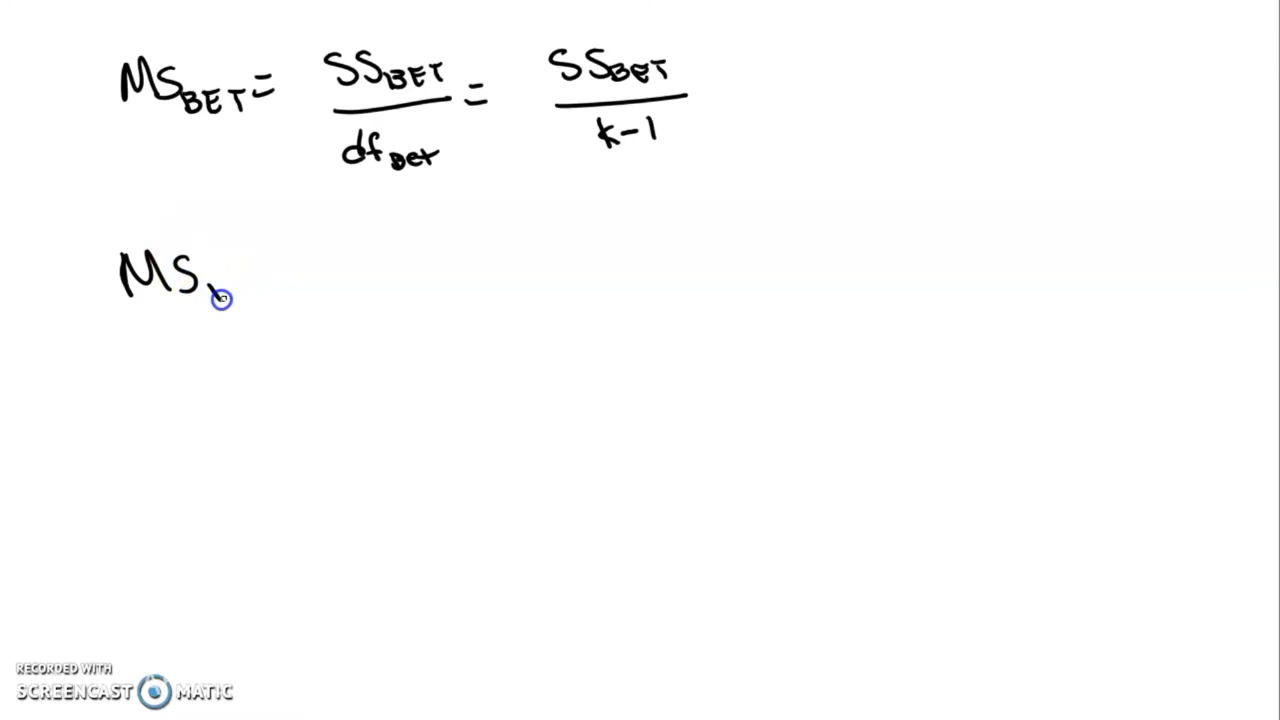 MS_BET = SS_BET / df_Bet = SS_BET / k-1
MS
RECORDED WITH
SCREENCAST MATIC